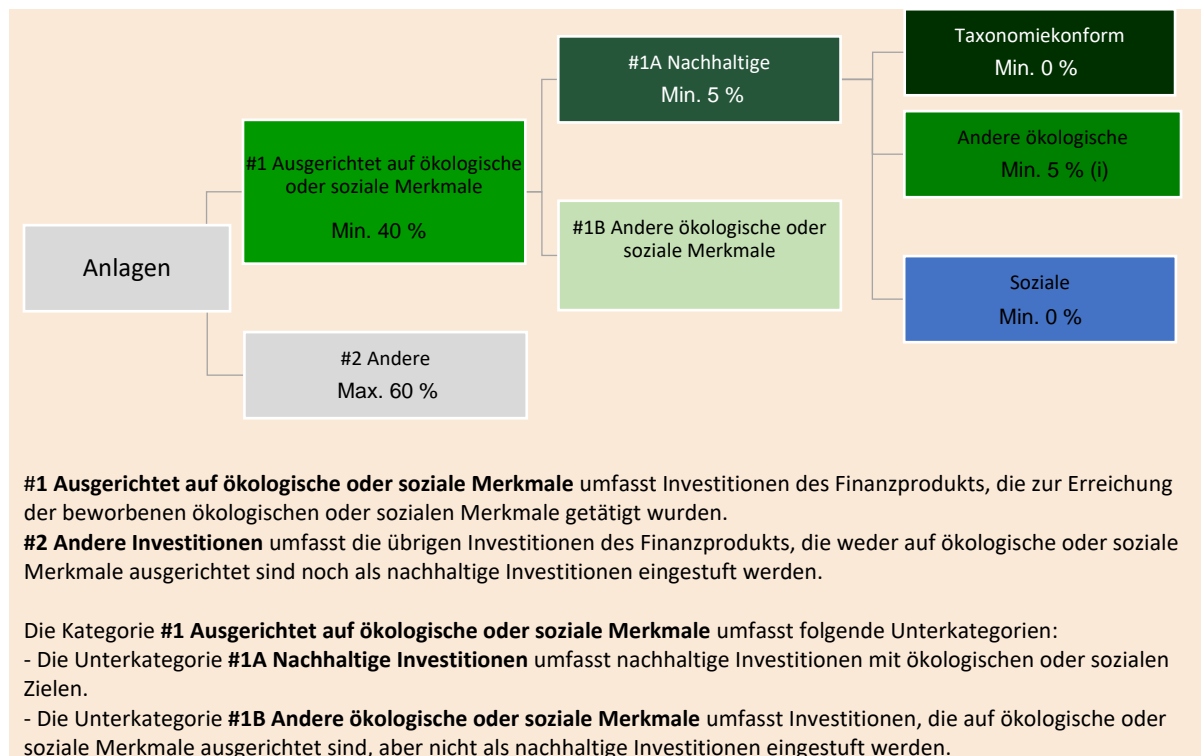 Anlagen
#1 Ausgerichtet auf ökologische
oder soziale Merkmale
Min. 40 %
#2 Andere
Max. 60 %
#1A Nachhaltige
Min. 5 %
#1B Andere ökologische oder
soziale Merkmale
Taxonomiekonform
Min. 0 %
Andere ökologische
Min. 5 % (i)
Soziale
Min. 0 %
#1 Ausgerichtet auf ökologische oder soziale Merkmale umfasst Investitionen des Finanzprodukts, die zur Erreichung
der beworbenen ökologischen oder sozialen Merkmale getätigt wurden.
#2 Andere Investitionen umfasst die übrigen Investitionen des Finanzprodukts, die weder auf ökologische oder soziale
Merkmale ausgerichtet sind noch als nachhaltige Investitionen eingestuft werden.
Die Kategorie #1 Ausgerichtet auf ökologische oder soziale Merkmale umfasst folgende Unterkategorien:
- Die Unterkategorie #1A Nachhaltige Investitionen umfasst nachhaltige Investitionen mit ökologischen oder sozialen
Zielen.
- Die Unterkategorie #1B Andere ökologische oder soziale Merkmale umfasst Investitionen, die auf ökologische oder
soziale Merkmale ausgerichtet sind, aber nicht als nachhaltige Investitionen eingestuft werden.